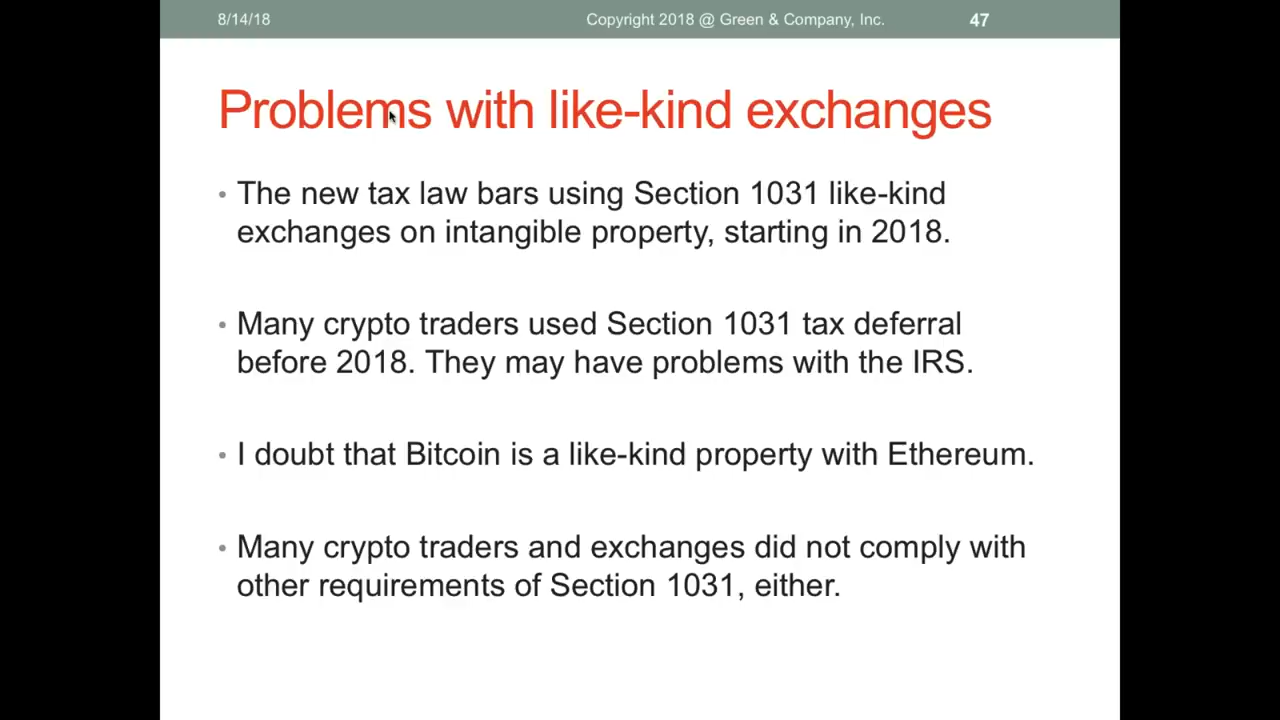 8/14/18 Copyright 2018 @ Green & Company, Inc. 47
Problems with like-kind exchanges
• The new tax law bars using Section 1031 like-kind
exchanges on intangible property, starting in 2018.
• Many crypto traders used Section 1031 tax deferral
before 2018. They may have problems with the IRS.
• I doubt that Bitcoin is a like-kind property with Ethereum.
• Many crypto traders and exchanges did not comply with
other requirements of Section 1031, either.